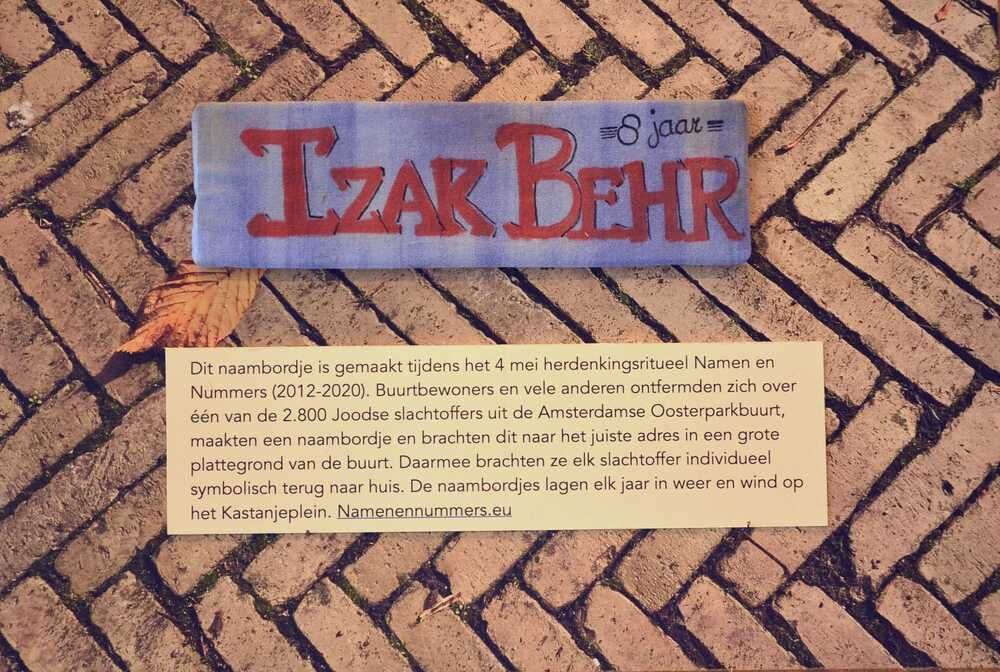 IZAK BEHR
=8 jaar=
Dit naambordje is gemaakt tijdens het 4 mei herdenkingsritueel Namen en
Nummers (2012-2020). Buurtbewoners en vele anderen ontfermden zich over
één van de 2.800 Joodse slachtoffers uit de Amsterdamse Oosterparkbuurt,
maakten een naambordje en brachten dit naar het juiste adres in een grote
plattegrond van de buurt. Daarmee brachten ze elk slachtoffer individueel
symbolisch terug naar huis. De naambordjes lagen elk jaar in weer en wind op
het Kastanjeplein. Namenennummers.eu